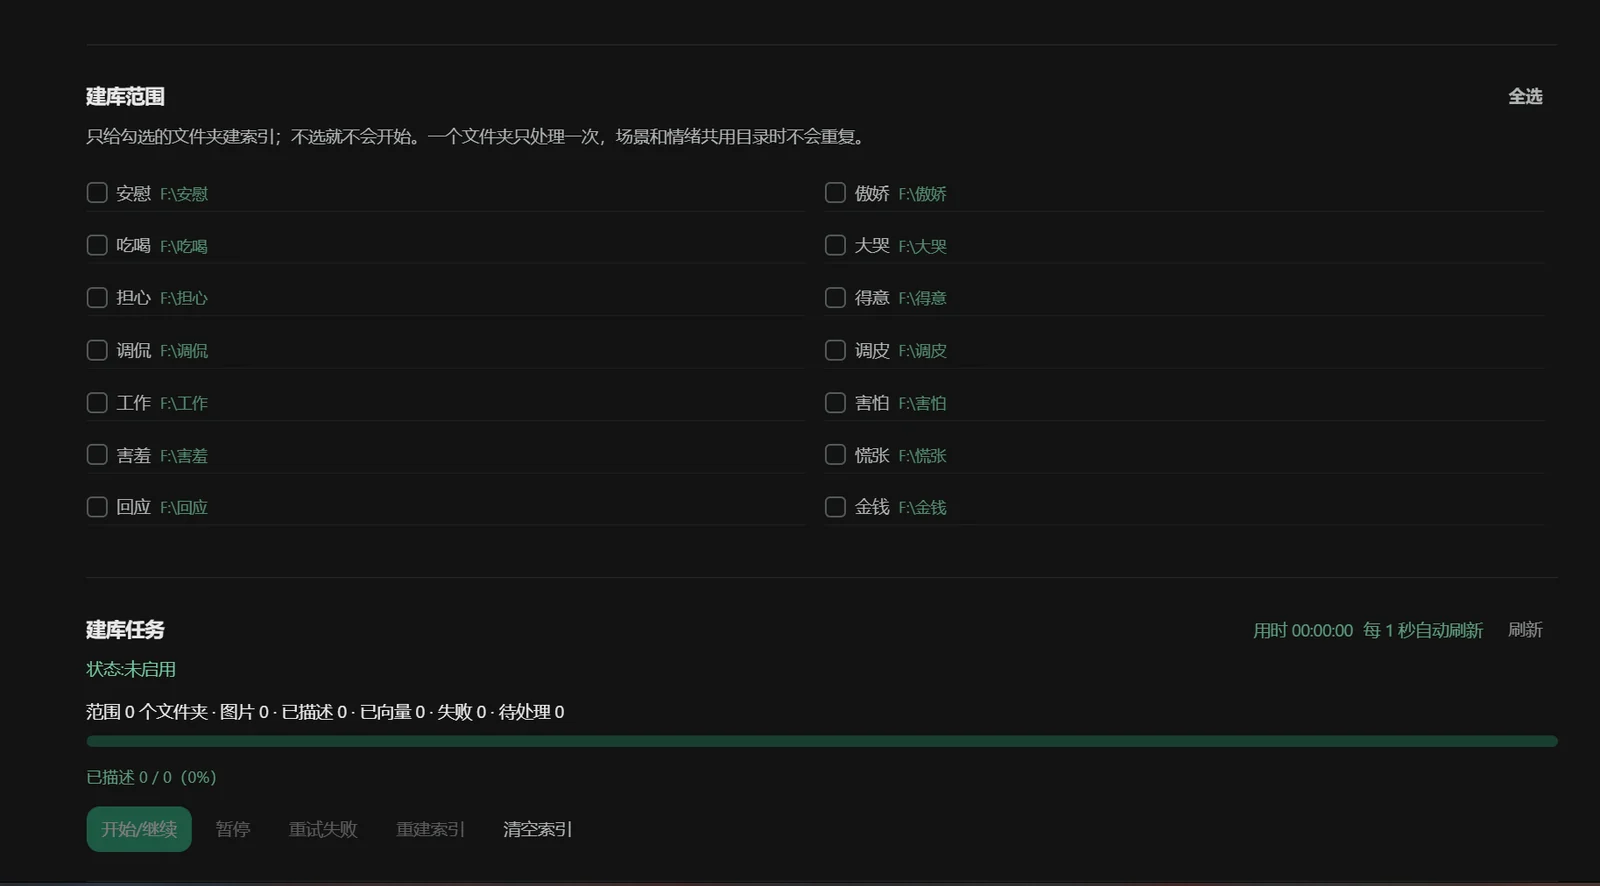 建库范围 全选
只给勾选的文件夹建索引；不选就不会开始。一个文件夹只处理一次，场景和情绪共用目录时不会重复。
安慰 F:\安慰 傲娇 F:\傲娇
吃喝 F:\吃喝 大哭 F:\大哭
担心 F:\担心 得意 F:\得意
调侃 F:\调侃 调皮 F:\调皮
工作 F:\工作 害怕 F:\害怕
害羞 F:\害羞 慌张 F:\慌张
回应 F:\回应 金钱 F:\金钱
建库任务 用时 00:00:00 每 1 秒自动刷新 刷新
状态:未启用
范围 0 个文件夹 · 图片 0 · 已描述 0 · 已向量 0 · 失败 0 · 待处理 0
已描述 0 / 0（0%）
开始/继续 暂停 重试失败 重建索引 清空索引